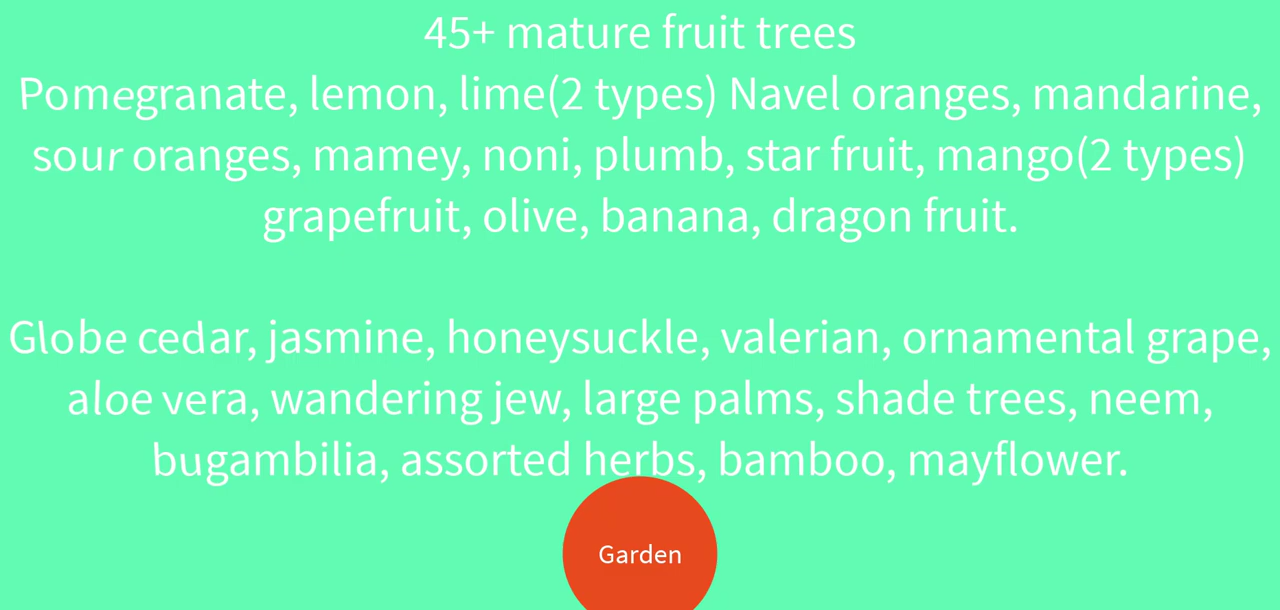 45+ mature fruit trees
Pomegranate, lemon, lime(2 types) Navel oranges, mandarine,
sour oranges, mamey, noni, plumb, star fruit, mango(2 types)
grapefruit, olive, banana, dragon fruit.
Globe cedar, jasmine, honeysuckle, valerian, ornamental grape,
aloe vera, wandering jew, large palms, shade trees, neem,
bugambilia, assorted herbs, bamboo, mayflower.
Garden